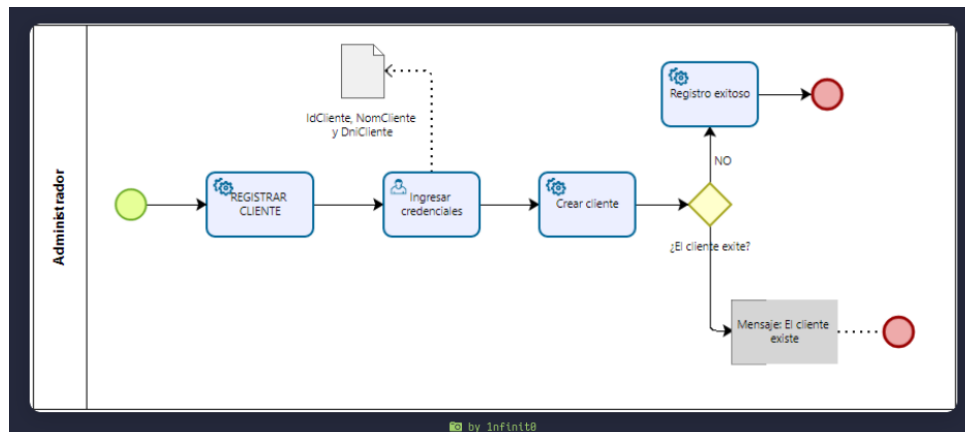 Administrador
IdCliente, NomCliente
y DniCliente
REGISTRAR
CLIENTE
Ingresar
credenciales
Crear cliente
¿El cliente exite?
NO
Registro exitoso
Mensaje: El cliente
existe
by 1nfinit0